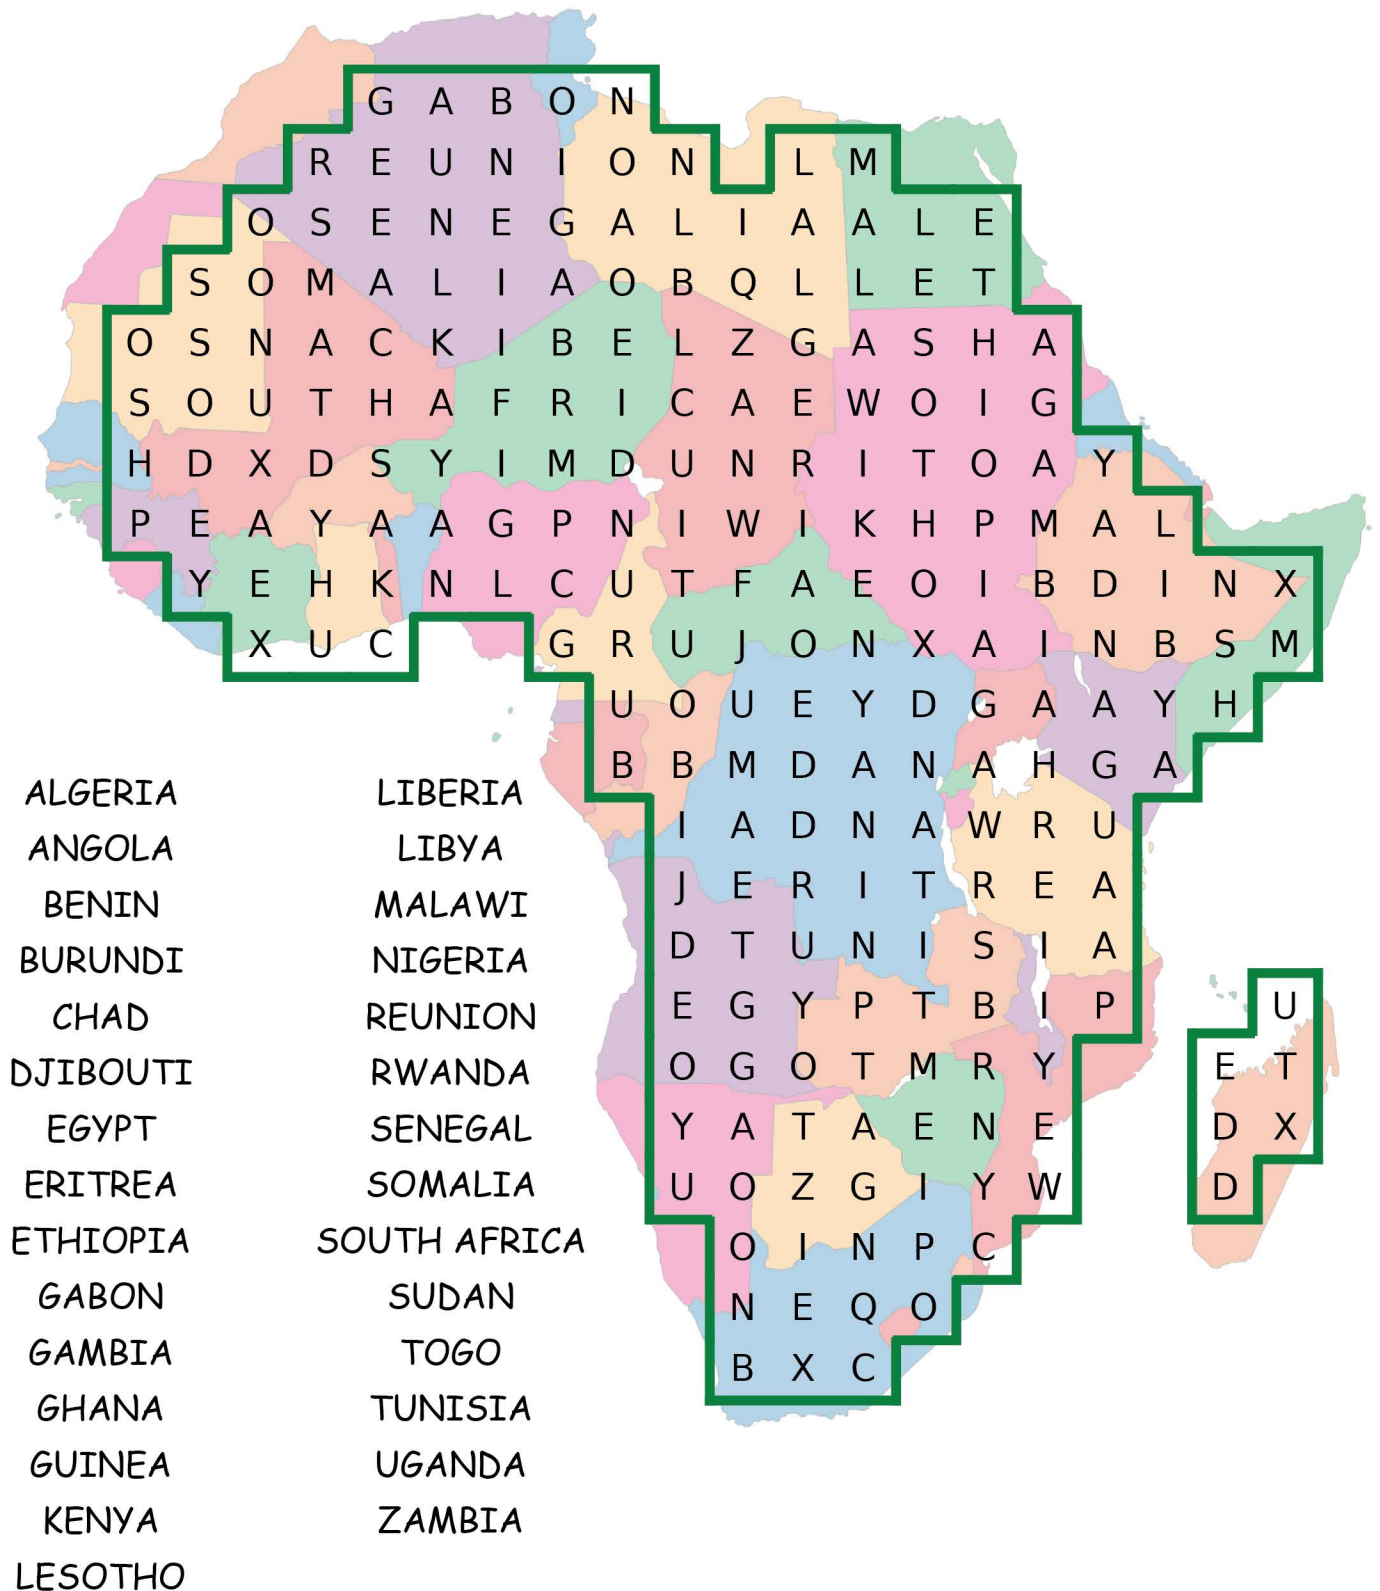 G A B O N
R E U N I O N L M
O S E N E G A L I A A L E
S O M A L I A O B Q L L E T
O S N A C K I B E L Z G A S H A
S O U T H A F R I C A E W O I G
H D X D S Y I M D U N R I T O A Y
P E A Y A A G P N I W I K H P M A L
Y E H K N L C U T F A E O I B D I N X
X U C G R U J O N X A I N B S M
U O U E Y D G A A Y H
B B M D A N A H G A
I A D N A W R U
J E R I T R E A
D T U N I S I A
E G Y P T B I P U
O G O T M R Y E T
Y A T A E N E D X
U O Z G I Y W D
O I N P C
N E Q O
B X C
ALGERIA
ANGOLA
BENIN
BURUNDI
CHAD
DJIBOUTI
EGYPT
ERITREA
ETHIOPIA
GABON
GAMBIA
GHANA
GUINEA
KENYA
LESOTHO
LIBERIA
LIBYA
MALAWI
NIGERIA
REUNION
RWANDA
SENEGAL
SOMALIA
SOUTH AFRICA
SUDAN
TOGO
TUNISIA
UGANDA
ZAMBIA